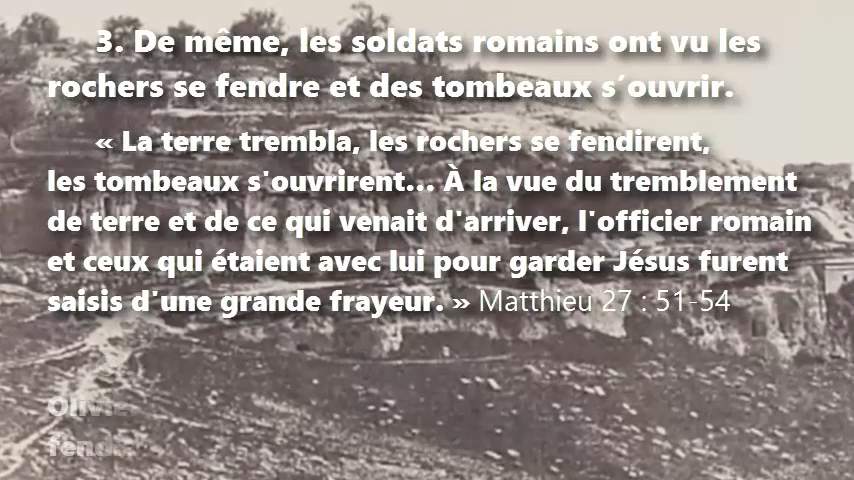 3. De même, les soldats romains ont vu les
rochers se fendre et des tombeaux s´ouvrir.
« La terre trembla, les rochers se fendirent,
les tombeaux s'ouvrirent... À la vue du tremblement
de terre et de ce qui venait d'arriver, l'officier romain
et ceux qui étaient avec lui pour garder Jésus furent
saisis d'une grande frayeur. » Matthieu 27 : 51-54